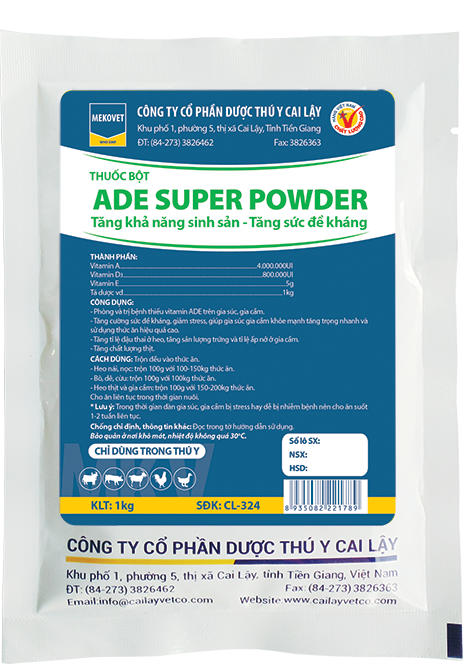 MEKOVET
WHO GMP
CÔNG TY CỔ PHẦN DƯỢC THÚ Y CAI LẬY
Khu phố 1, phường 5, thị xã Cai Lậy, Tỉnh Tiền Giang
ĐT: (84-273) 3826462 Fax: 3826363
HÀNG VIỆT NAM
CHẤT LƯỢNG CAO
THUỐC BỘT
ADE SUPER POWDER
Tăng khả năng sinh sản - Tăng sức đề kháng
THÀNH PHẦN:
Vitamin A 4.000.000UI
Vitamin D3 800.000UI
Vitamin E 5g
Tá dược vđ 1kg
CÔNG DỤNG:
- Phòng và trị bệnh thiếu vitamin ADE trên gia súc, gia cầm.
- Tăng cường sức đề kháng, giảm stress, giúp gia súc gia cầm khỏe mạnh tăng trọng nhanh và
sử dụng thức ăn hiệu quả cao.
- Tăng tỉ lệ đậu thai ở heo, tăng sản lượng trứng và tỉ lệ ấp nở ở gia cầm.
- Tăng chất lượng thịt.
CÁCH DÙNG: Trộn đều vào thức ăn.
- Heo nái, nọc: trộn 100g với 100-150kg thức ăn.
- Bò, dê, cừu: trộn 100g với 100kg thức ăn.
- Heo thịt và gia cầm: trộn 100g với 150-200kg thức ăn.
Cho ăn liên tục trong thời gian nuôi.
* Lưu ý: Trong thời gian đàn gia súc, gia cầm bị stress hay dễ bị nhiễm bệnh nên cho ăn suốt
1-2 tuần liên tục.
Chống chỉ định, thông tin khác: Đọc trong tờ hướng dẫn sử dụng.
Bảo quản ở nơi khô mát, nhiệt độ không quá 30°C.
CHỈ DÙNG TRONG THÚ Y
Số lô SX:
NSX:
HSD:
MKV
8 935082 221789
KLT: 1kg SĐK: CL-324
CÔNG TY CỔ PHẦN DƯỢC THÚ Y CAI LẬY
Khu phố 1, phường 5, thị xã Cai Lậy, tỉnh Tiền Giang, Việt Nam
ĐT: (84-273) 3826462 Fax: (84-273) 3826363
Email:info@cailayvetco.com Website:www.cailayvetco.com